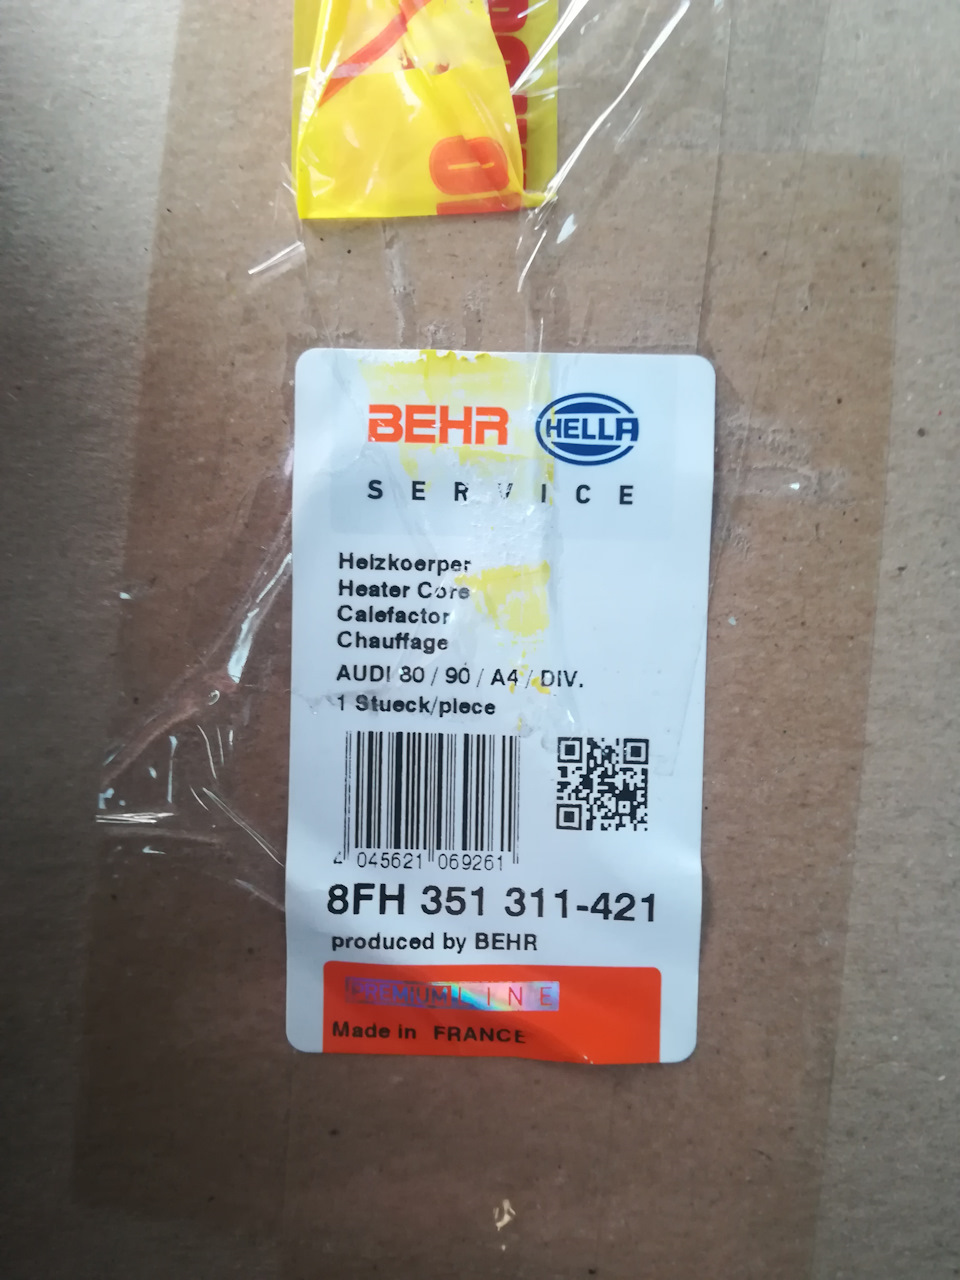 BEHR HELLA
SERVICE
Heizkoerper
Heater Core
Calefactor
Chauffage
AUDI 80 / 90 / A4 / DIV.
1 Stueck/piece
4 045621 069261
8FH 351 311-421
produced by BEHR
PREMIUM LINE
Made in FRANCE